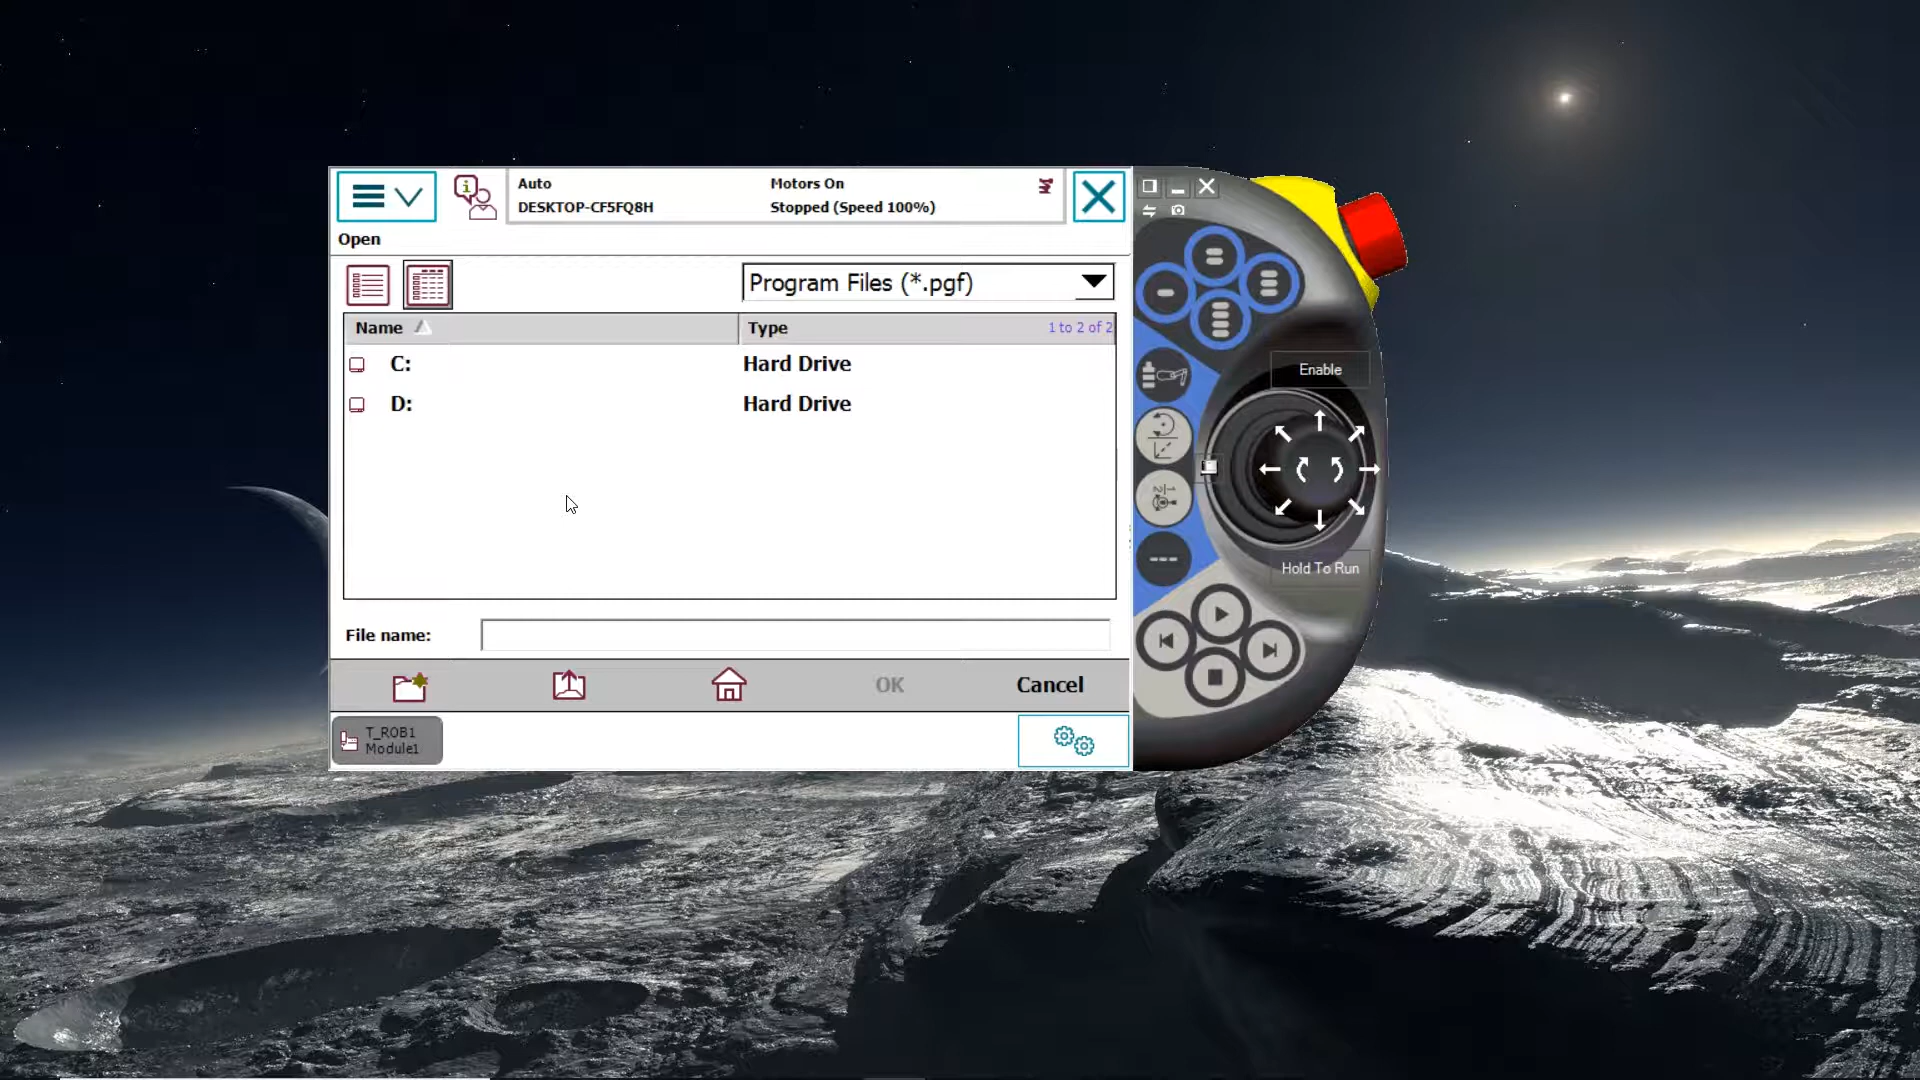 Auto
Motors On
DESKTOP-CF5FQ8H
Stopped (Speed 100%)
Open
Program Files (*.pgf)
Name
Type
1 to 2 of 2
C:
Hard Drive
D:
Hard Drive
File name:
OK
Cancel
T_ROB1
Module1
Enable
Hold To Run